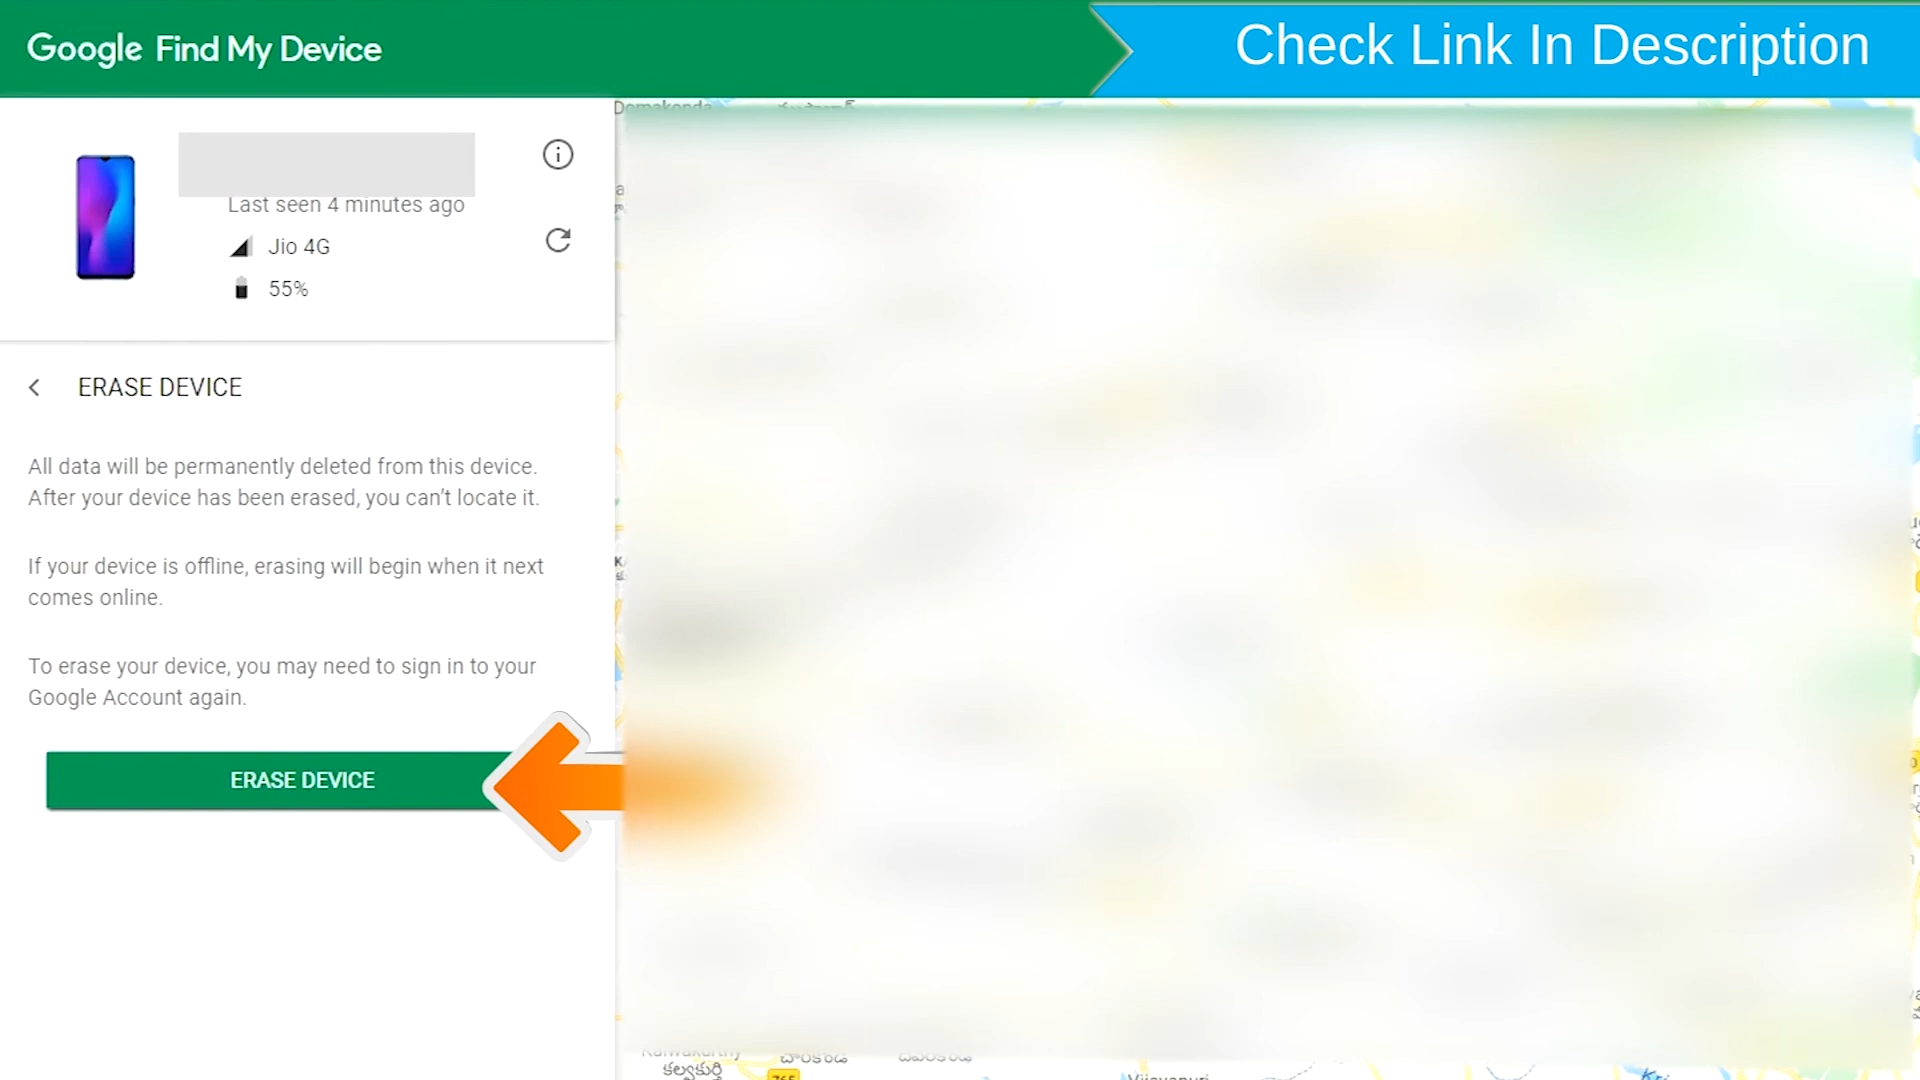 Google Find My Device
Check Link In Description
Last seen 4 minutes ago
Jio 4G
55%
ERASE DEVICE
All data will be permanently deleted from this device.
After your device has been erased, you can't locate it.
If your device is offline, erasing will begin when it next
comes online.
To erase your device, you may need to sign in to your
Google Account again.
ERASE DEVICE
కల్వకుర్తి